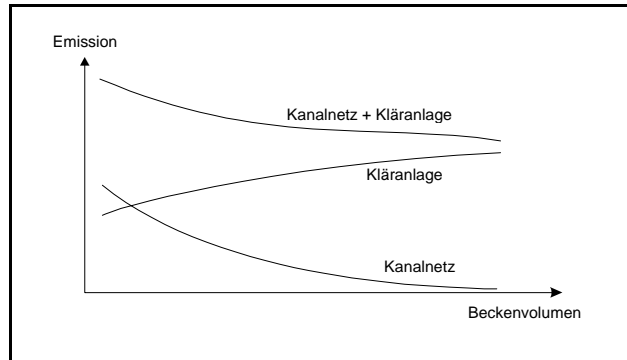 Emission
Kanalnetz + Kläranlage
Kläranlage
Kanalnetz
Beckenvolumen